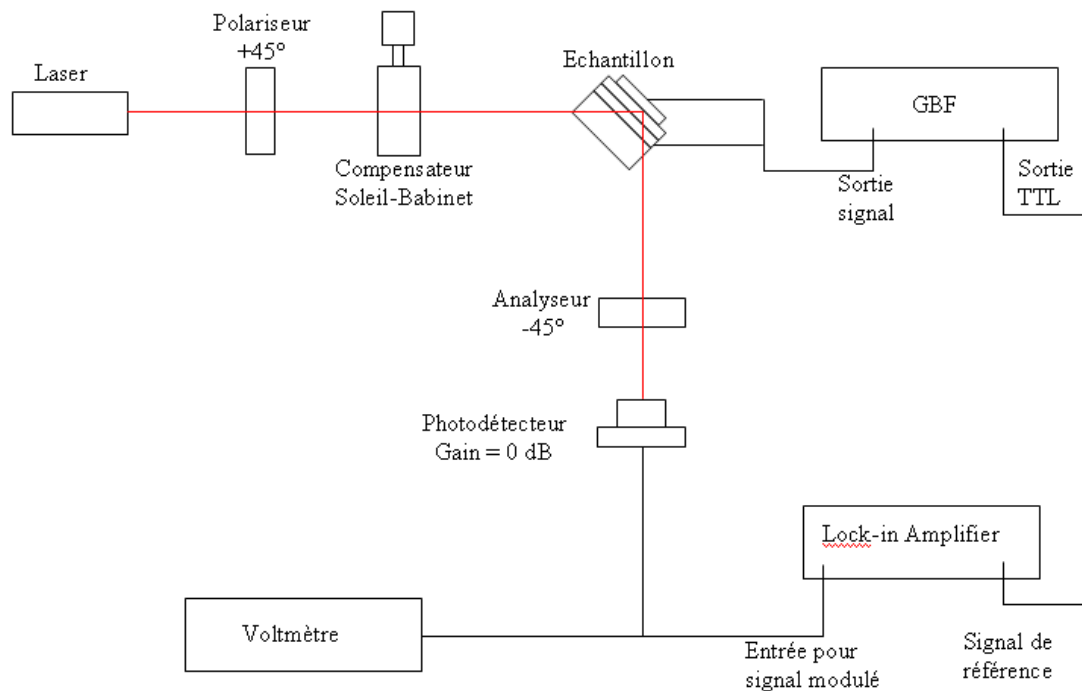 Polariseur
+45°
Laser
Echantillon
GBF
Compensateur
Soleil-Babinet
Sortie
signal
Sortie
TTL
Analyseur
-45°
Photodétecteur
Gain = 0 dB
Lock-in Amplifier
Voltmètre
Entrée pour
signal modulé
Signal de
référence